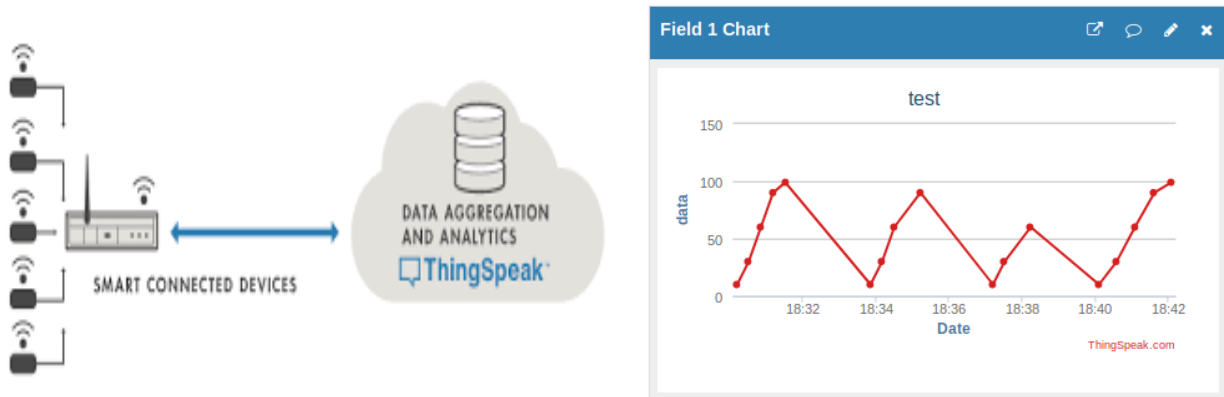 DATA AGGREGATION
AND ANALYTICS
ThingSpeak™
SMART CONNECTED DEVICES
Field 1 Chart
test
150
100
50
0
data
18:32 18:34 18:36 18:38 18:40 18:42
Date
ThingSpeak.com